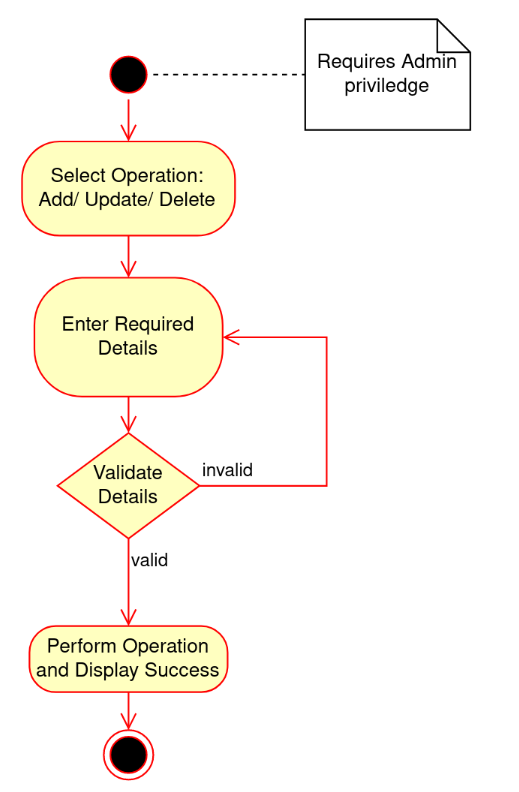 Requires Admin
priviledge
Select Operation:
Add/ Update/ Delete
Enter Required
Details
Validate
Details
invalid
valid
Perform Operation
and Display Success